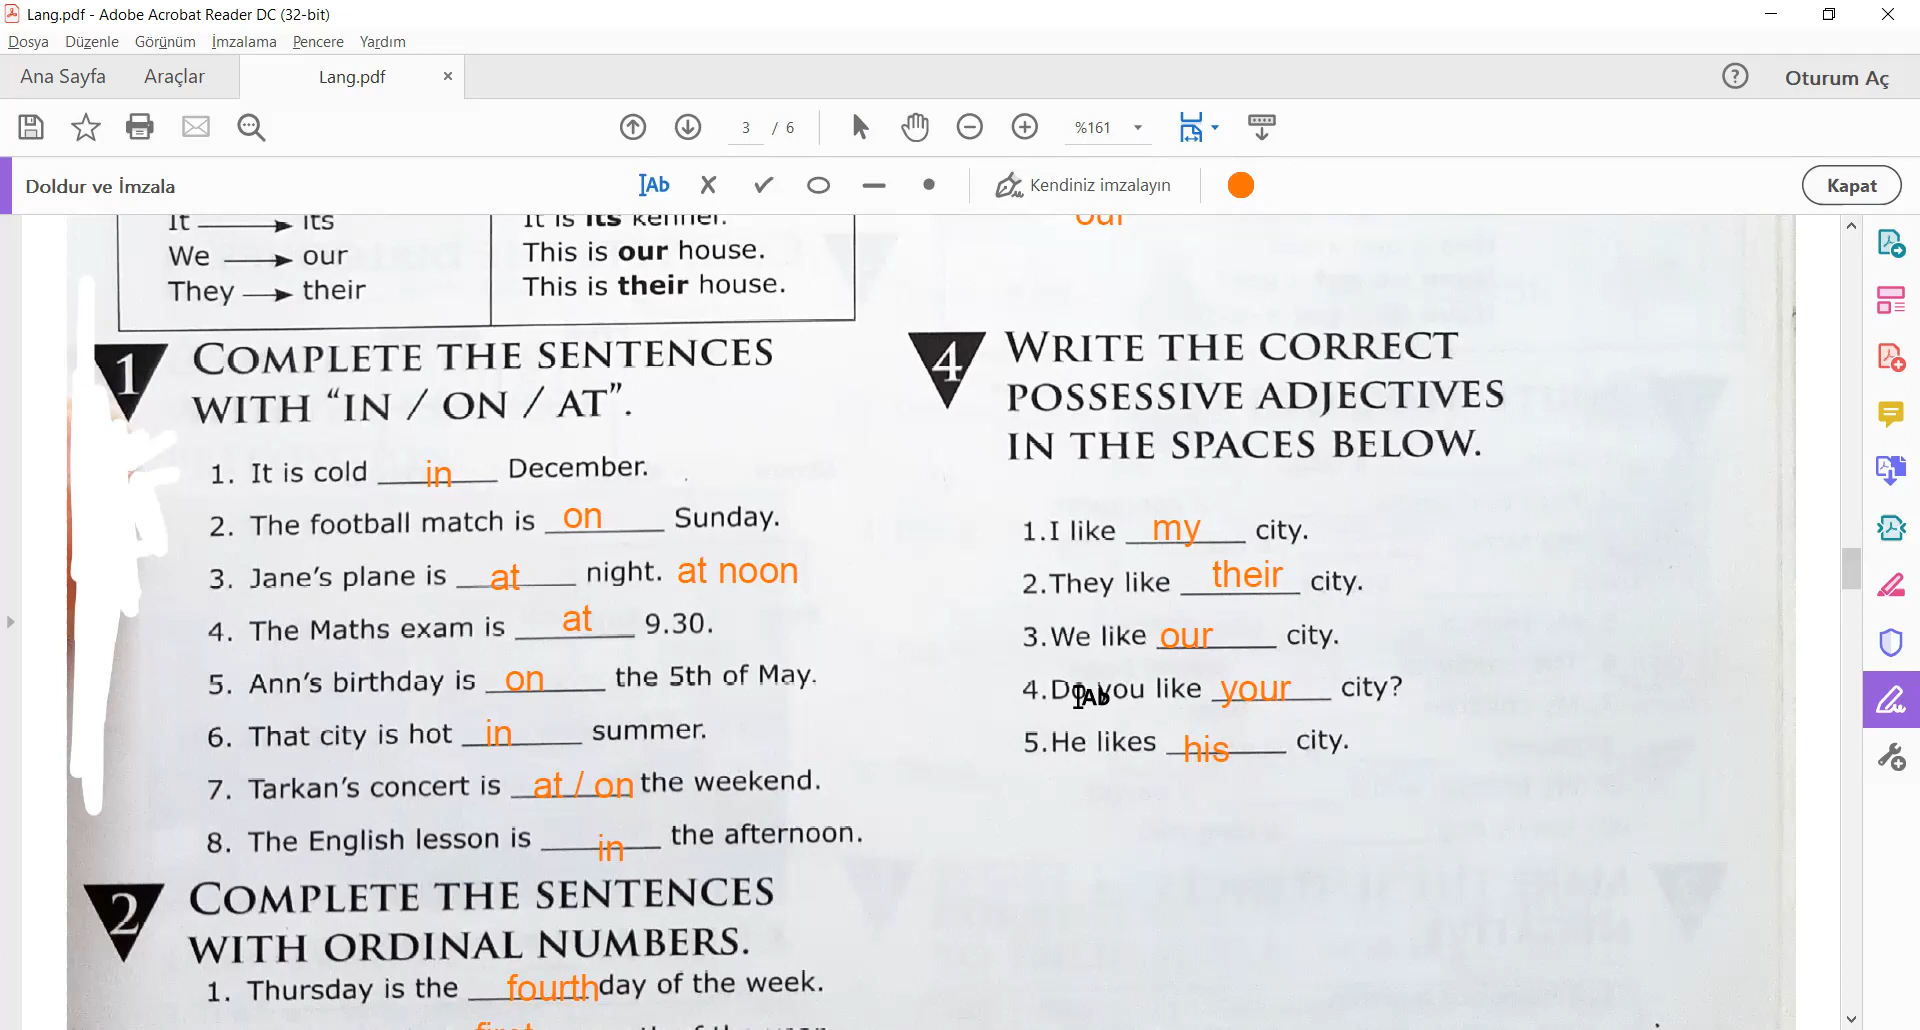 Lang.pdf - Adobe Acrobat Reader DC (32-bit)
Dosya Düzenle Görünüm İmzalama Pencere Yardım
Ana Sayfa Araçlar Lang.pdf × ? Oturum Aç
3 / 6 %161
Doldur ve İmzala Ab Kendiniz imzalayın Kapat
It → its It is its kennel.
We → our This is our house.
They → their This is their house.
1 COMPLETE THE SENTENCES
WITH “IN / ON / AT”.
1. It is cold in December.
2. The football match is on Sunday.
3. Jane's plane is at night. at noon
4. The Maths exam is at 9.30.
5. Ann's birthday is on the 5th of May.
6. That city is hot in summer.
7. Tarkan's concert is at / on the weekend.
8. The English lesson is in the afternoon.
2 COMPLETE THE SENTENCES
WITH ORDINAL NUMBERS.
1. Thursday is the fourth day of the week.
first
our
4 WRITE THE CORRECT
POSSESSIVE ADJECTIVES
IN THE SPACES BELOW.
1.I like my city.
2.They like their city.
3.We like our city.
4.Do you like your city?
5.He likes his city.